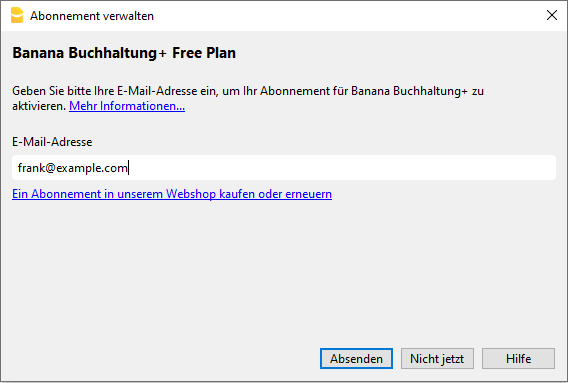 Abonnement verwalten
Banana Buchhaltung+ Free Plan
Geben Sie bitte Ihre E-Mail-Adresse ein, um Ihr Abonnement für Banana Buchhaltung+ zu
aktivieren. Mehr Informationen...
E-Mail-Adresse
frank@example.com
Ein Abonnement in unserem Webshop kaufen oder erneuern
Absenden Nicht jetzt Hilfe